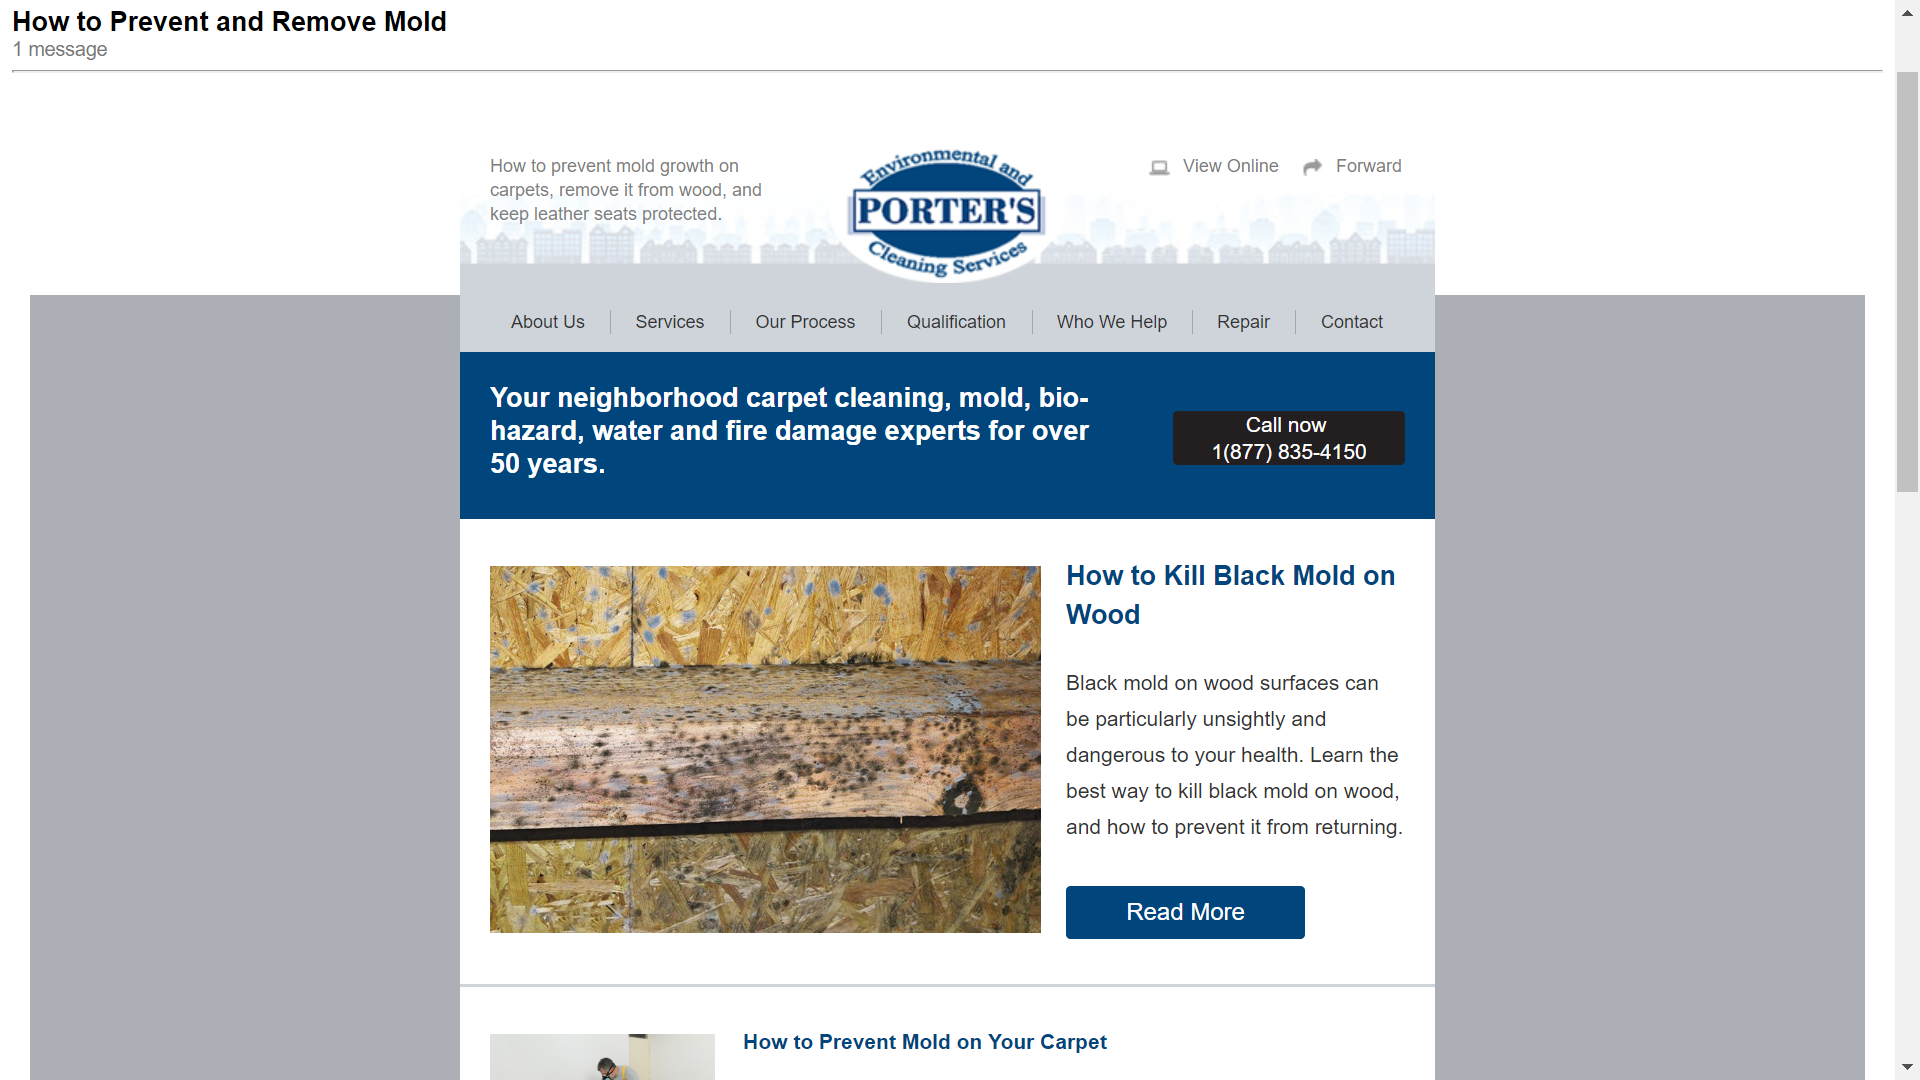 How to Prevent and Remove Mold
1 message
How to prevent mold growth on
carpets, remove it from wood, and
keep leather seats protected.
Environmental and
PORTER'S
Cleaning Services
View Online
Forward
About Us
Services
Our Process
Qualification
Who We Help
Repair
Contact
Your neighborhood carpet cleaning, mold, bio-
hazard, water and fire damage experts for over
50 years.
Call now
1(877) 835-4150
How to Kill Black Mold on
Wood
Black mold on wood surfaces can
be particularly unsightly and
dangerous to your health. Learn the
best way to kill black mold on wood,
and how to prevent it from returning.
Read More
How to Prevent Mold on Your Carpet